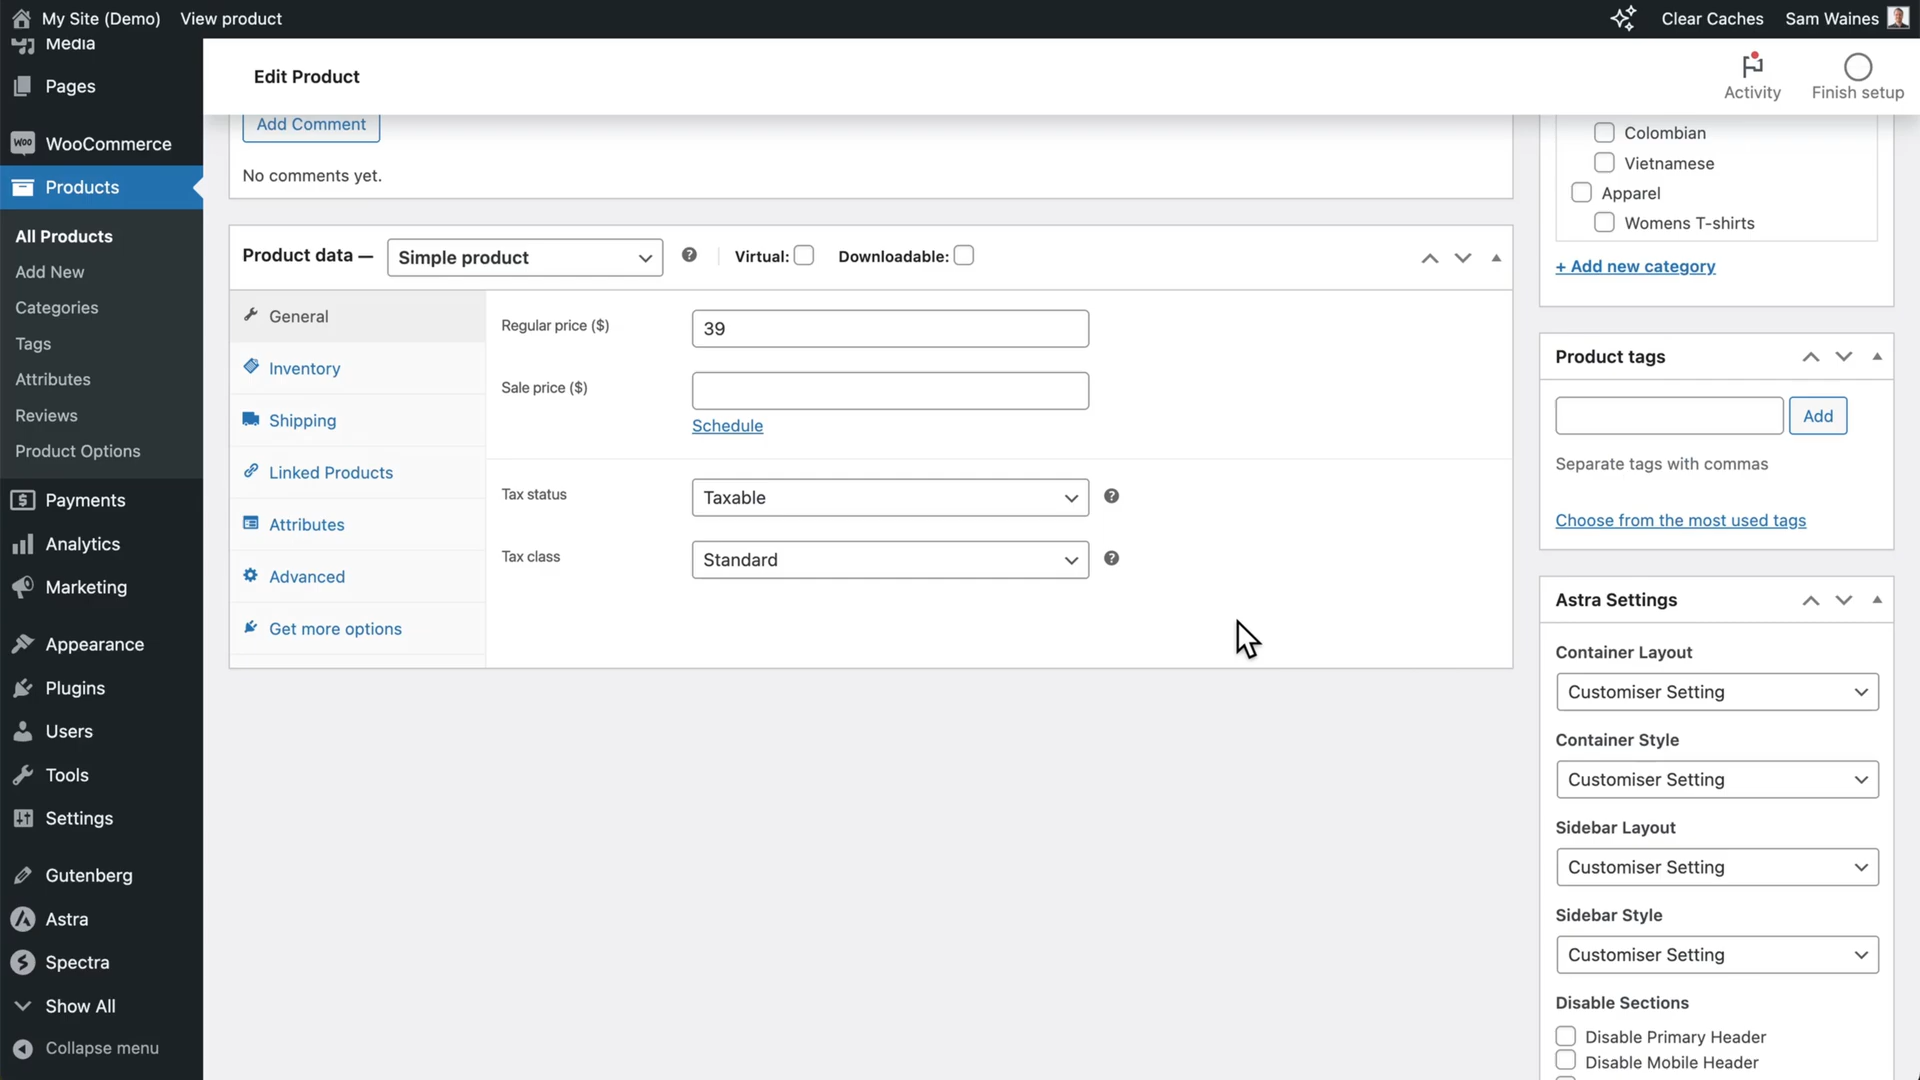 My Site (Demo)
View product
Clear Caches
Sam Waines
Media
Pages
WooCommerce
Products
All Products
Add New
Categories
Tags
Attributes
Reviews
Product Options
Payments
Analytics
Marketing
Appearance
Plugins
Users
Tools
Settings
Gutenberg
Astra
Spectra
Show All
Collapse menu
Edit Product
Activity
Finish setup
Add Comment
No comments yet.
Product data —
Simple product
Virtual:
Downloadable:
General
Inventory
Shipping
Linked Products
Attributes
Advanced
Get more options
Regular price ($)
39
Sale price ($)
Schedule
Tax status
Taxable
Tax class
Standard
Colombian
Vietnamese
Apparel
Womens T-shirts
+ Add new category
Product tags
Add
Separate tags with commas
Choose from the most used tags
Astra Settings
Container Layout
Customiser Setting
Container Style
Customiser Setting
Sidebar Layout
Customiser Setting
Sidebar Style
Customiser Setting
Disable Sections
Disable Primary Header
Disable Mobile Header